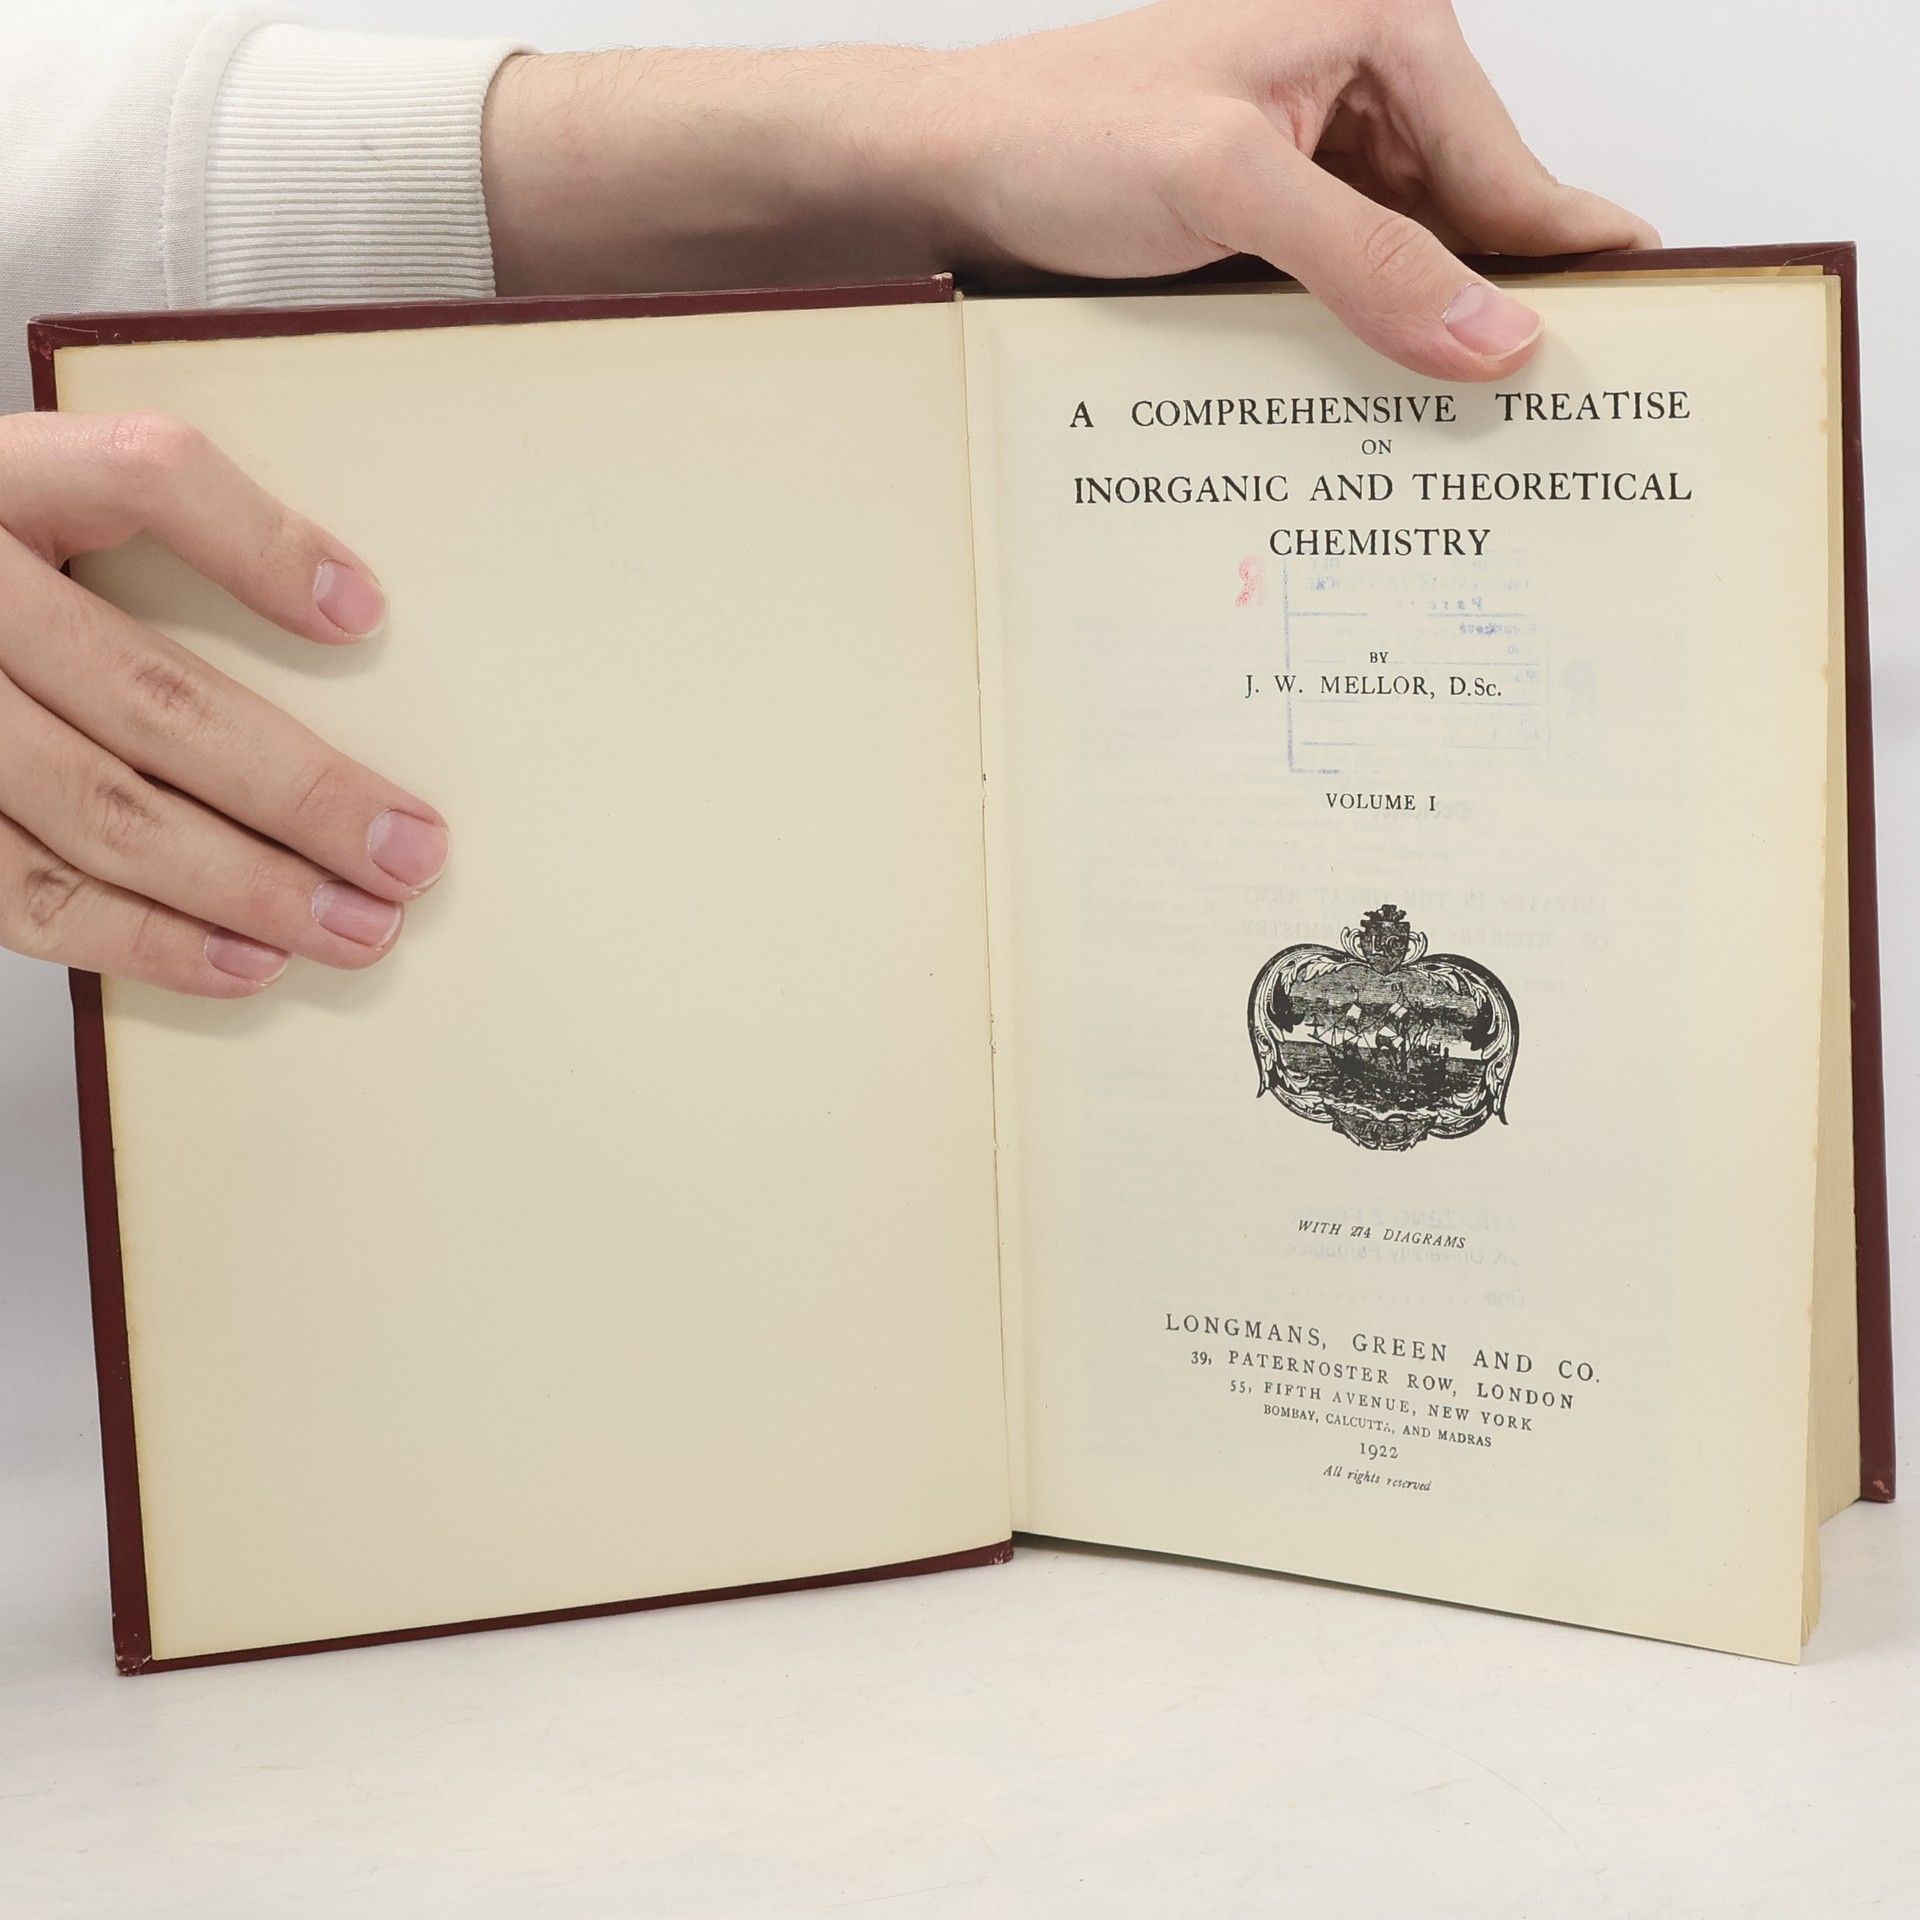 A COMPREHENSIVE TREATISE
ON
INORGANIC AND THEORETICAL
CHEMISTRY
BY
J. W. MELLOR, D.Sc.
VOLUME I
WITH 274 DIAGRAMS
LONGMANS, GREEN AND CO.
39, PATERNOSTER ROW, LONDON
55, FIFTH AVENUE, NEW YORK
BOMBAY, CALCUTTA, AND MADRAS
1922
All rights reserved